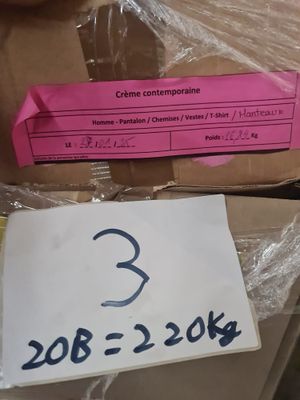 Crème contemporaine
Homme - Pantalon / Chemises / Vestes / T-Shirt / Manteaux
LE : Poids : Kg
3
20B = 220Kg